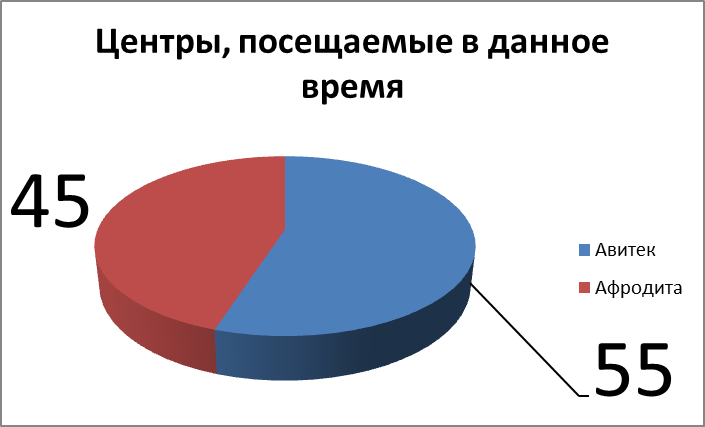 Центры, посещаемые в данное
время
45
Авитек
Афродита
55